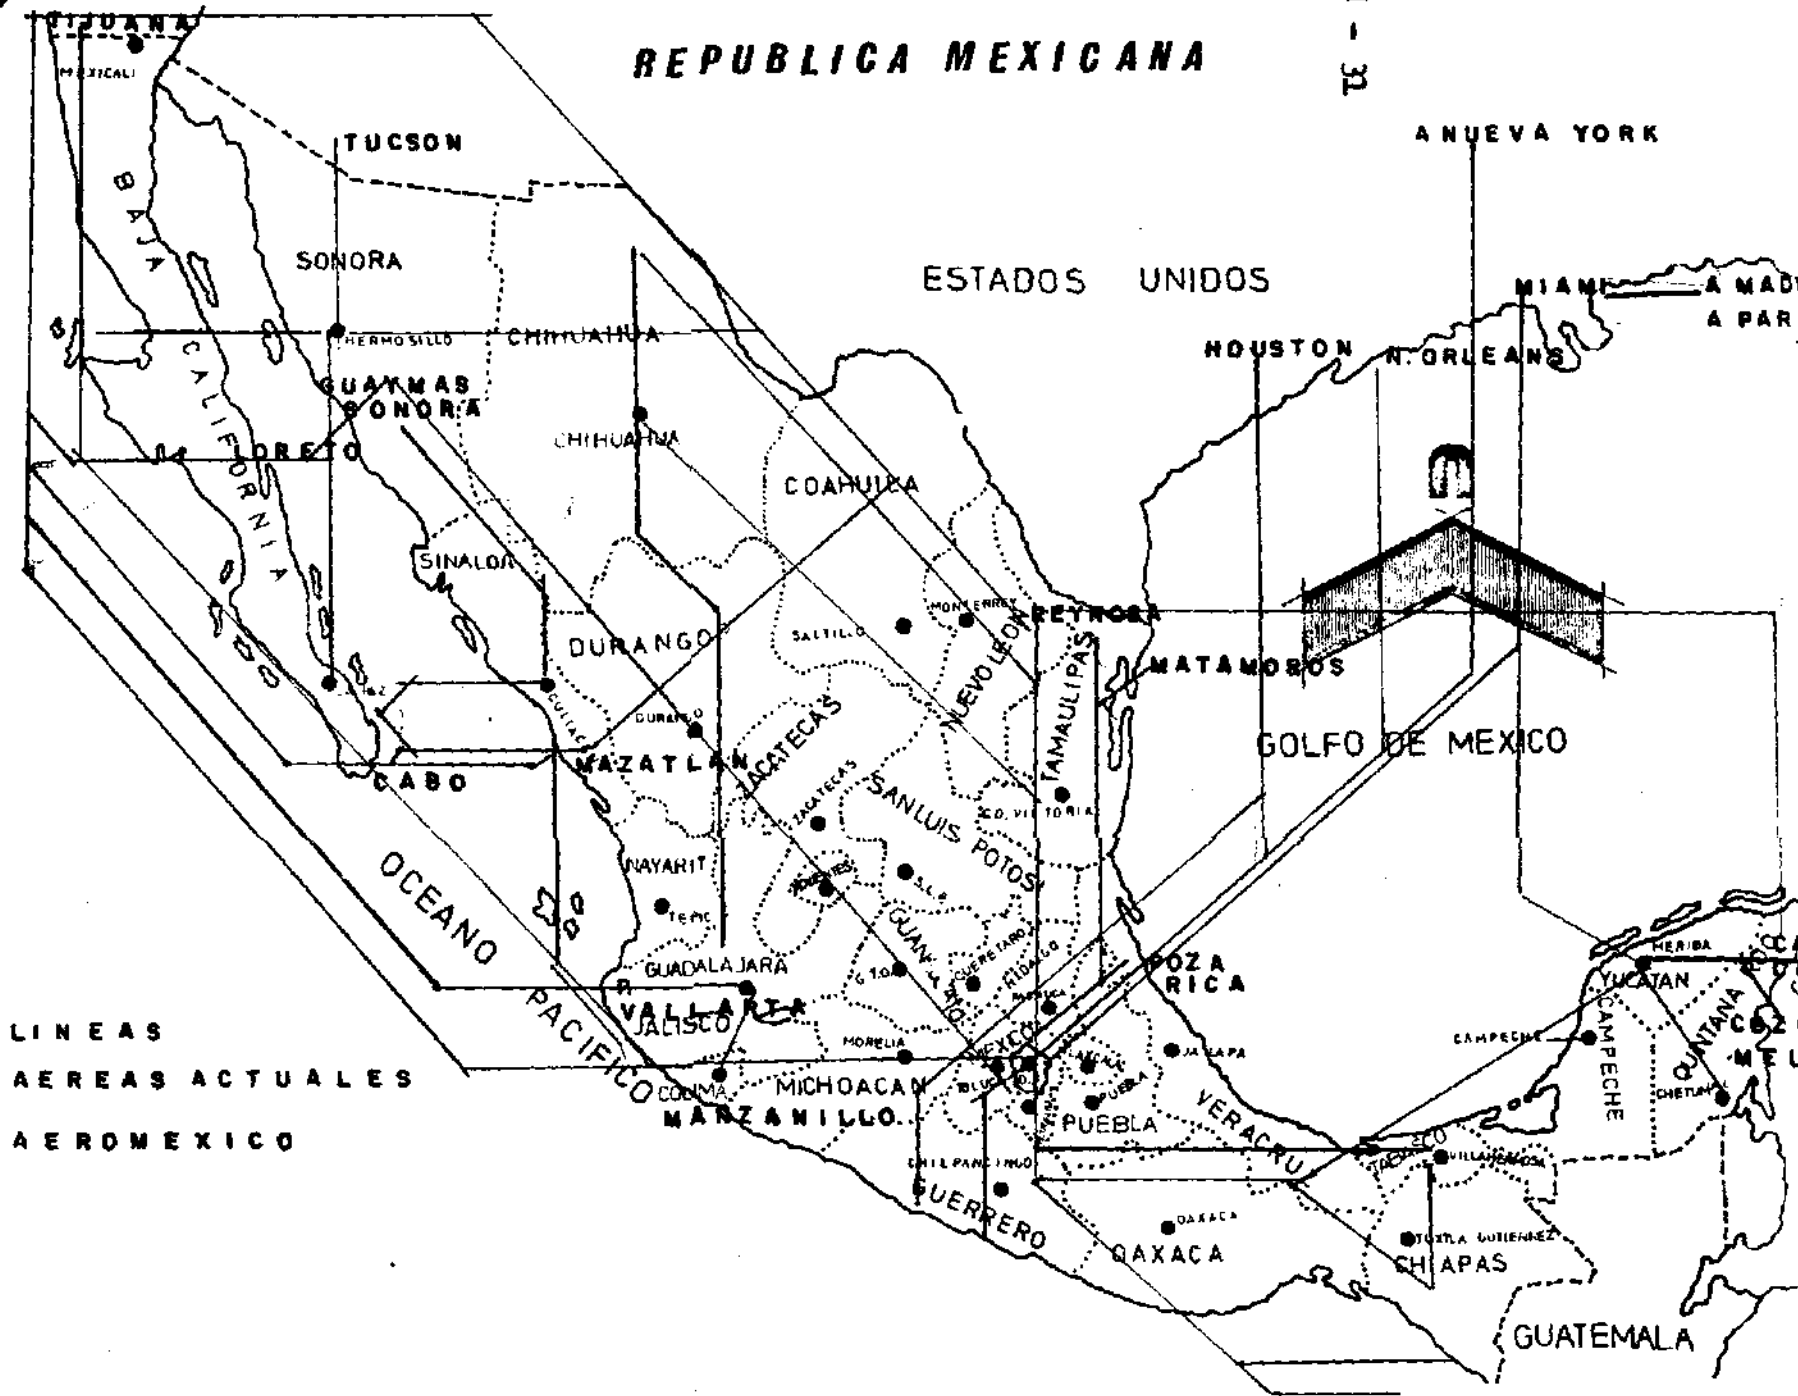 TIJUANA
MEXICALI
REPUBLICA MEXICANA
A NUEVA YORK
TUCSON
BAJA
CALIFORNIA
SONORA
ESTADOS UNIDOS
MIAMI
HERMOSILLO
CHIHUAHUA
HOUSTON
N. ORLEANS
GUAYMAS
SONORA
LORETO
CHIHUAHUA
COAHUILA
SINALOA
MONTERREY
REYNOSA
SALTILLO
DURANGO
NUEVO LEON
TAMAULIPAS
MATAMOROS
DURANGO
ZACATECAS
GOLFO DE MEXICO
MAZATLAN
CABO
ZACATECAS
CD. VICTORIA
SAN LUIS POTOSI
NAYARIT
TEPIC
S.L.P.
OCEANO
PACIFICO
QUERETARO
HIDALGO
GTO.
GUADALAJARA
POZA
RICA
MERIDA
YUCATAN
VALLARTA
JALISCO
LINEAS
AEREAS ACTUALES
AEROMEXICO
MORELIA
MEXICO
JALAPA
CAMPECHE
CAMPECHE
QUINTANA
COLIMA
MICHOACAN
PUEBLA
CHETUMAL
MANZANILLO
PUEBLA
VERACRU
CHILPANCINGO
VILLAHERMOSA
GUERRERO
OAXACA
OAXACA
TUXTLA GUTIERREZ
CHIAPAS
GUATEMALA